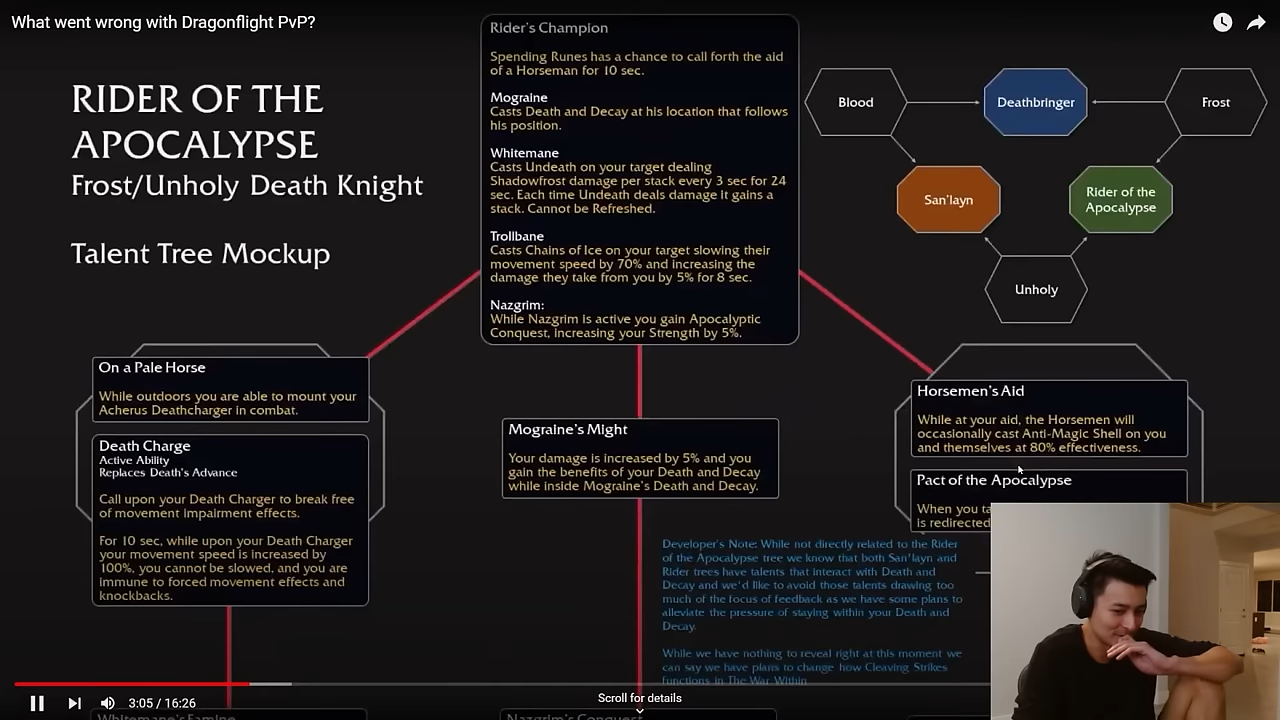 What went wrong with Dragonflight PvP?
RIDER OF THE
APOCALYPSE
Frost/Unholy Death Knight
Talent Tree Mockup
Rider's Champion
Spending Runes has a chance to call forth the aid
of a Horseman for 10 sec.
Mograine
Casts Death and Decay at his location that follows
his position.
Whitemane
Casts Undeath on your target dealing
Shadowfrost damage per stack every 3 sec for 24
sec. Each time Undeath deals damage it gains a
stack. Cannot be Refreshed.
Trollbane
Casts Chains of Ice on your target slowing their
movement speed by 70% and increasing the
damage they take from you by 5% for 8 sec.
Nazgrim:
While Nazgrim is active you gain Apocalyptic
Conquest, increasing your Strength by 5%.
Blood
Deathbringer
Frost
San'layn
Rider of the
Apocalypse
Unholy
On a Pale Horse
While outdoors you are able to mount your
Acherus Deathcharger in combat.
Death Charge
Active Ability
Replaces Death's Advance
Call upon your Death Charger to break free
of movement impairment effects.
For 10 sec, while upon your Death Charger
your movement speed is increased by
100%, you cannot be slowed, and you are
immune to forced movement effects and
knockbacks.
Mograine's Might
Your damage is increased by 5% and you
gain the benefits of your Death and Decay
while inside Mograine's Death and Decay.
Horsemen's Aid
While at your aid, the Horsemen will
occasionally cast Anti-Magic Shell on you
and themselves at 80% effectiveness.
Pact of the Apocalypse
When you ta
is redirected
Developer's Note: While not directly related to the Rider
of the Apocalypse tree we know that both San'layn and
Rider trees have talents that interact with Death and
Decay and we'd like to avoid those talents drawing too
much of the focus of feedback as we have some plans to
alleviate the pressure of staying within your Death and
Decay.
While we have nothing to reveal right at this moment we
can say we have plans to change how Cleaving Strikes
functions in The War Within
3:05 / 16:26
Scroll for details
Whitemane's Famine
Nazgrim's Conquest